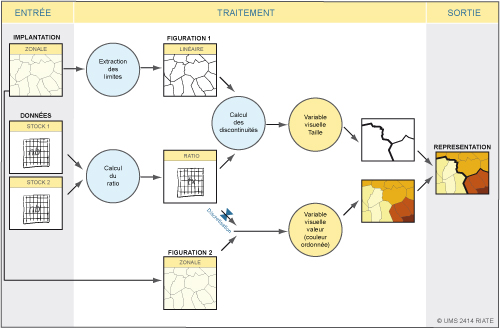 ENTRÉE
TRAITEMENT
SORTIE
IMPLANTATION
ZONALE
Extraction
des
limites
FIGURATION 1
LINÉAIRE
DONNÉES
STOCK 1
STOCK 2
Calcul
du
ratio
RATIO
Calcul
des
discontinuités
Variable
visuelle
Taille
REPRESENTATION
Discrétisation
Variable
visuelle
valeur
(couleur
ordonnée)
FIGURATION 2
ZONALE
© UMS 2414 RIATE